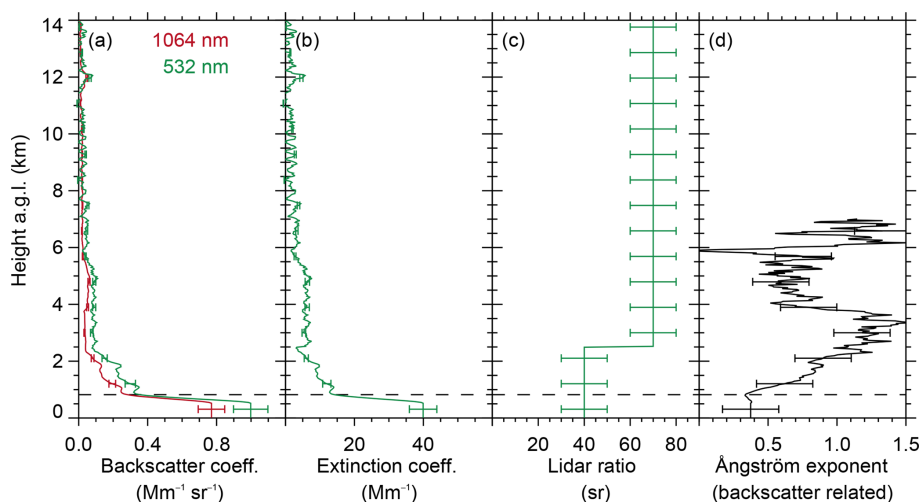 (a)
1064 nm
532 nm
(b)
(c)
(d)
14
12
10
8
6
4
2
0
Height a.g.l. (km)
0.0 0.4 0.8
0 20 40
20 40 60 80
0.5 1.0 1.5
Backscatter coeff.
(Mm⁻¹ sr⁻¹)
Extinction coeff.
(Mm⁻¹)
Lidar ratio
(sr)
Ångström exponent
(backscatter related)